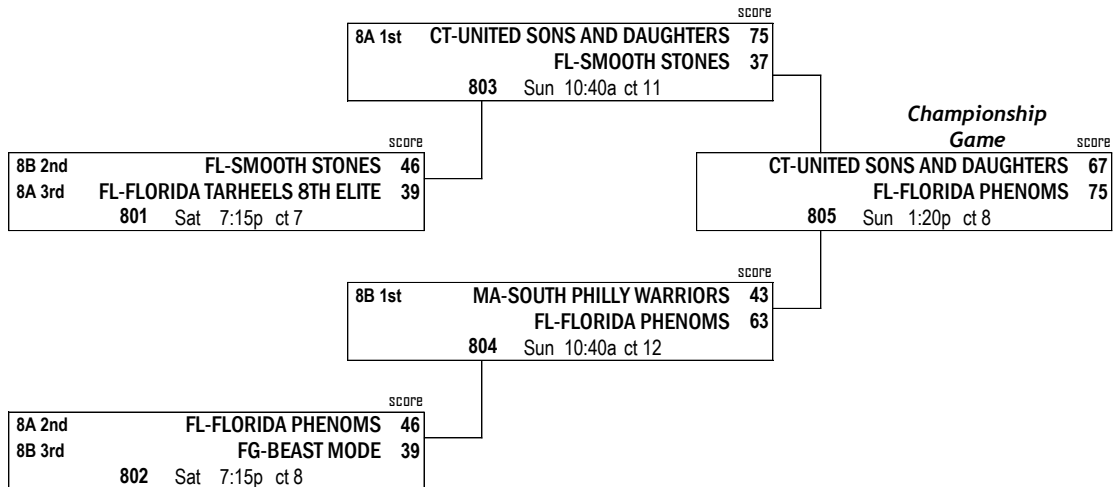 score
8A 1st CT-UNITED SONS AND DAUGHTERS 75
FL-SMOOTH STONES 37
803 Sun 10:40a ct 11
score
8B 2nd FL-SMOOTH STONES 46
8A 3rd FL-FLORIDA TARHEELS 8TH ELITE 39
801 Sat 7:15p ct 7
Championship
Game score
CT-UNITED SONS AND DAUGHTERS 67
FL-FLORIDA PHENOMS 75
805 Sun 1:20p ct 8
score
8B 1st MA-SOUTH PHILLY WARRIORS 43
FL-FLORIDA PHENOMS 63
804 Sun 10:40a ct 12
score
8A 2nd FL-FLORIDA PHENOMS 46
8B 3rd FG-BEAST MODE 39
802 Sat 7:15p ct 8